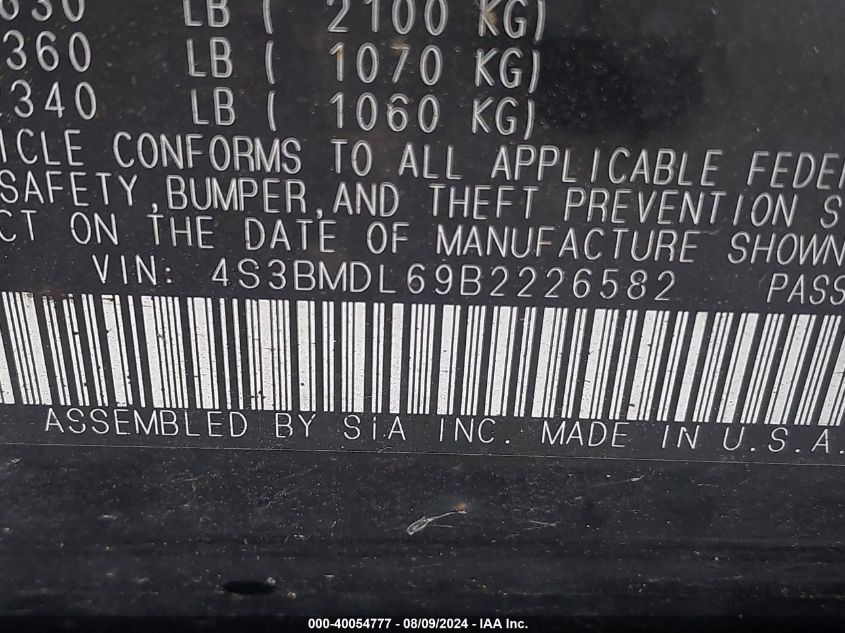 630 LB ( 2100 KG)
360 LB ( 1070 KG)
340 LB ( 1060 KG)
ICLE CONFORMS TO ALL APPLICABLE FEDE
SAFETY,BUMPER,AND THEFT PREVENTION S
CT ON THE DATE OF MANUFACTURE SHOWN
VIN: 4S3BMDL69B2226582 PASS
ASSEMBLED BY SIA INC. MADE IN U.S.A.
000-40054777 - 08/09/2024 - IAA Inc.